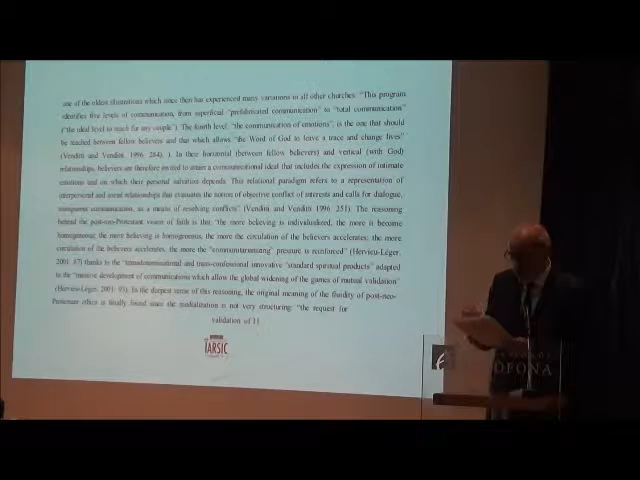 one of the oldest illustrations which since then has experienced many variations in all other churches: "This program
identifies five levels of communication, from superficial "prefabricated communication" to "total communication"
("the ideal level to reach for any couple"). The fourth level, "the communication of emotions", is the one that should
be reached between fellow believers and that which allows "the Word of God to leave a trace and change lives"
(Vendini and Vendini 1996: 284). ). In their horizontal (between fellow believers) and vertical (with God)
relationships, believers are therefore invited to attain a communicational ideal that includes the expression of intimate
emotions and on which their personal salvation depends. This relational paradigm refers to a representation of
interpersonal and social relationships that evacuates the notion of objective conflict of interests and calls for dialogue,
transparent communication, as a means of resolving conflicts" (Vendini and Vendini 1996: 251). The reasoning
behind the post-neo-Protestant vision of faith is that: "the more believing is individualized, the more it become
homogeneous; the more believing is homogeneous, the more the circulation of the believers accelerates; the more
circulation of the believers accelerates, the more the "communitarianizing" pressure is reinforced" (Hervieu-Léger,
2001: 87) thanks to the "transdenominational and trans-confessional innovative "standard spiritual products" adapted
to the "massive development of communications which allow the global widening of the games of mutual validation"
(Hervieu-Léger, 2001: 93). In the deepest sense of this reasoning, the original meaning of the fluidity of post-neo-
Protestant ethics is finally found since the medialization is not very structuring: "the request for
validation of
TARSIC
OFONA